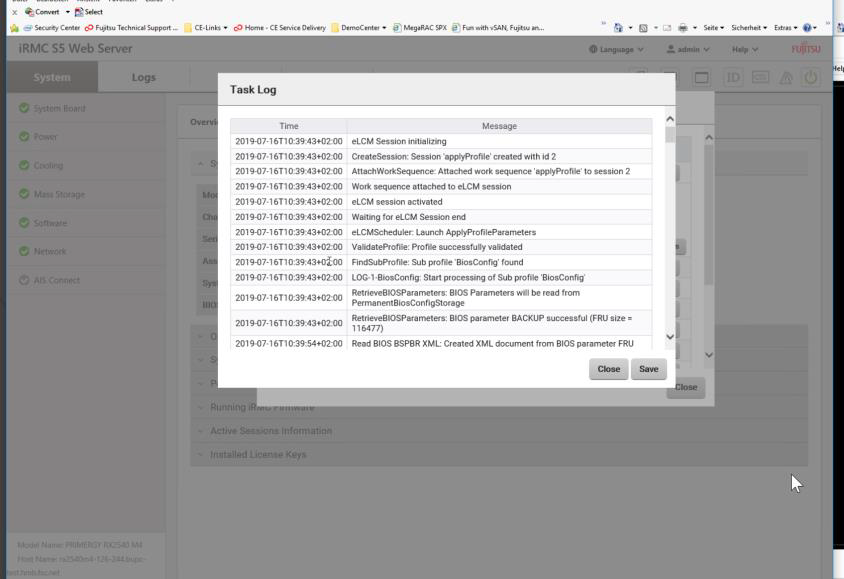 Convert Select
Security Center Fujitsu Technical Support ... CE-Links Home - CE Service Delivery DemoCenter MegaRAC SPX Fun with vSAN, Fujitsu an... Seite Sicherheit Extras
iRMC S5 Web Server Language admin Help FUJITSU
System Logs ID
Task Log
System Board
Power
Cooling
Mass Storage
Software
Network
AIS Connect
Time Message
2019-07-16T10:39:43+02:00 eLCM Session initializing
2019-07-16T10:39:43+02:00 CreateSession: Session 'applyProfile' created with id 2
2019-07-16T10:39:43+02:00 AttachWorkSequence: Attached work sequence 'applyProfile' to session 2
2019-07-16T10:39:43+02:00 Work sequence attached to eLCM session
2019-07-16T10:39:43+02:00 eLCM session activated
2019-07-16T10:39:43+02:00 Waiting for eLCM Session end
2019-07-16T10:39:43+02:00 eLCMScheduler: Launch ApplyProfileParameters
2019-07-16T10:39:43+02:00 ValidateProfile: Profile successfully validated
2019-07-16T10:39:43+02:00 FindSubProfile: Sub profile 'BiosConfig' found
2019-07-16T10:39:43+02:00 LOG-1-BiosConfig: Start processing of Sub profile 'BiosConfig'
2019-07-16T10:39:43+02:00 RetrieveBIOSParameters: BIOS Parameters will be read from
PermanentBiosConfigStorage
2019-07-16T10:39:43+02:00 RetrieveBIOSParameters: BIOS parameter BACKUP successful (FRU size =
116477)
2019-07-16T10:39:54+02:00 Read BIOS BSPBR XML: Created XML document from BIOS parameter FRU
Close Save
Close
Running iRMC Firmware
Active Sessions Information
Installed License Keys
Model Name: PRIMERGY RX2540 M4
Host Name: rx2540m4-126-244.bupc-
test.hmb.fsc.net